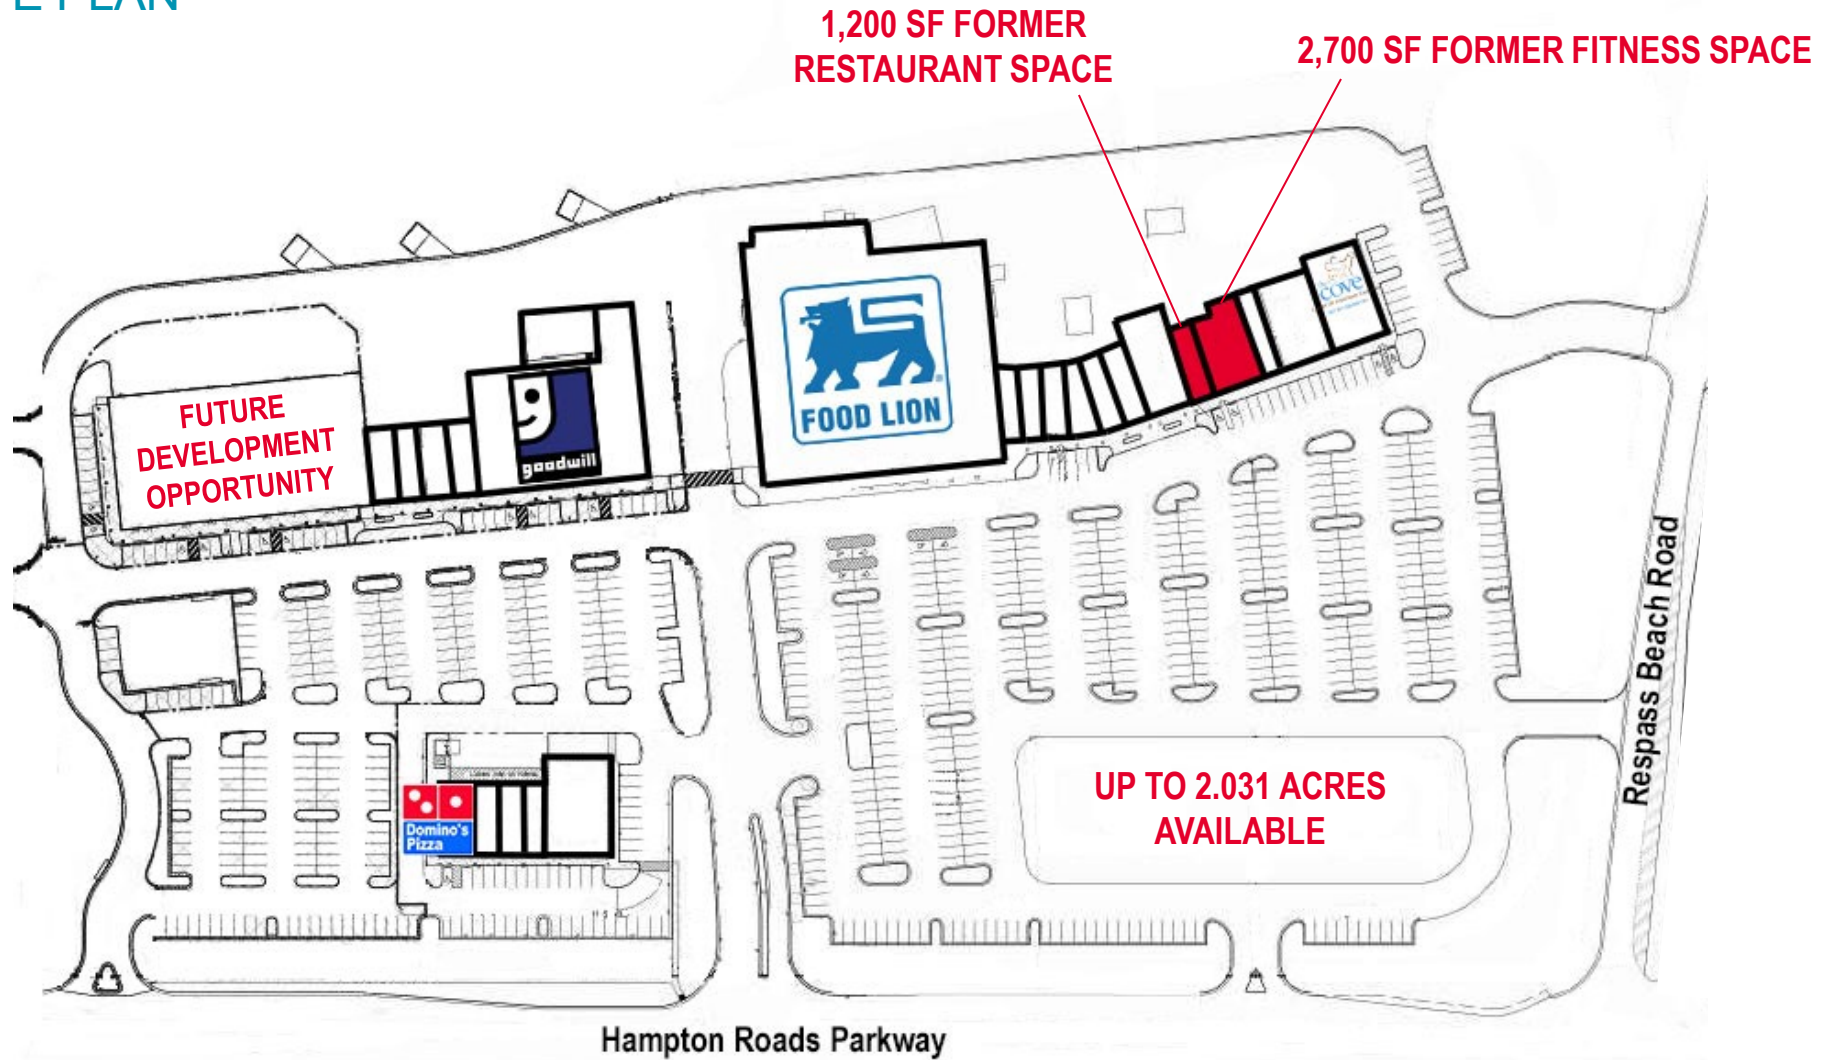 E PLAN
1,200 SF FORMER
RESTAURANT SPACE
2,700 SF FORMER FITNESS SPACE
cove
FOOD LION
FUTURE
DEVELOPMENT
OPPORTUNITY
goodwill
Respass Beach Road
UP TO 2.031 ACRES
AVAILABLE
Domino's
Pizza
Hampton Roads Parkway